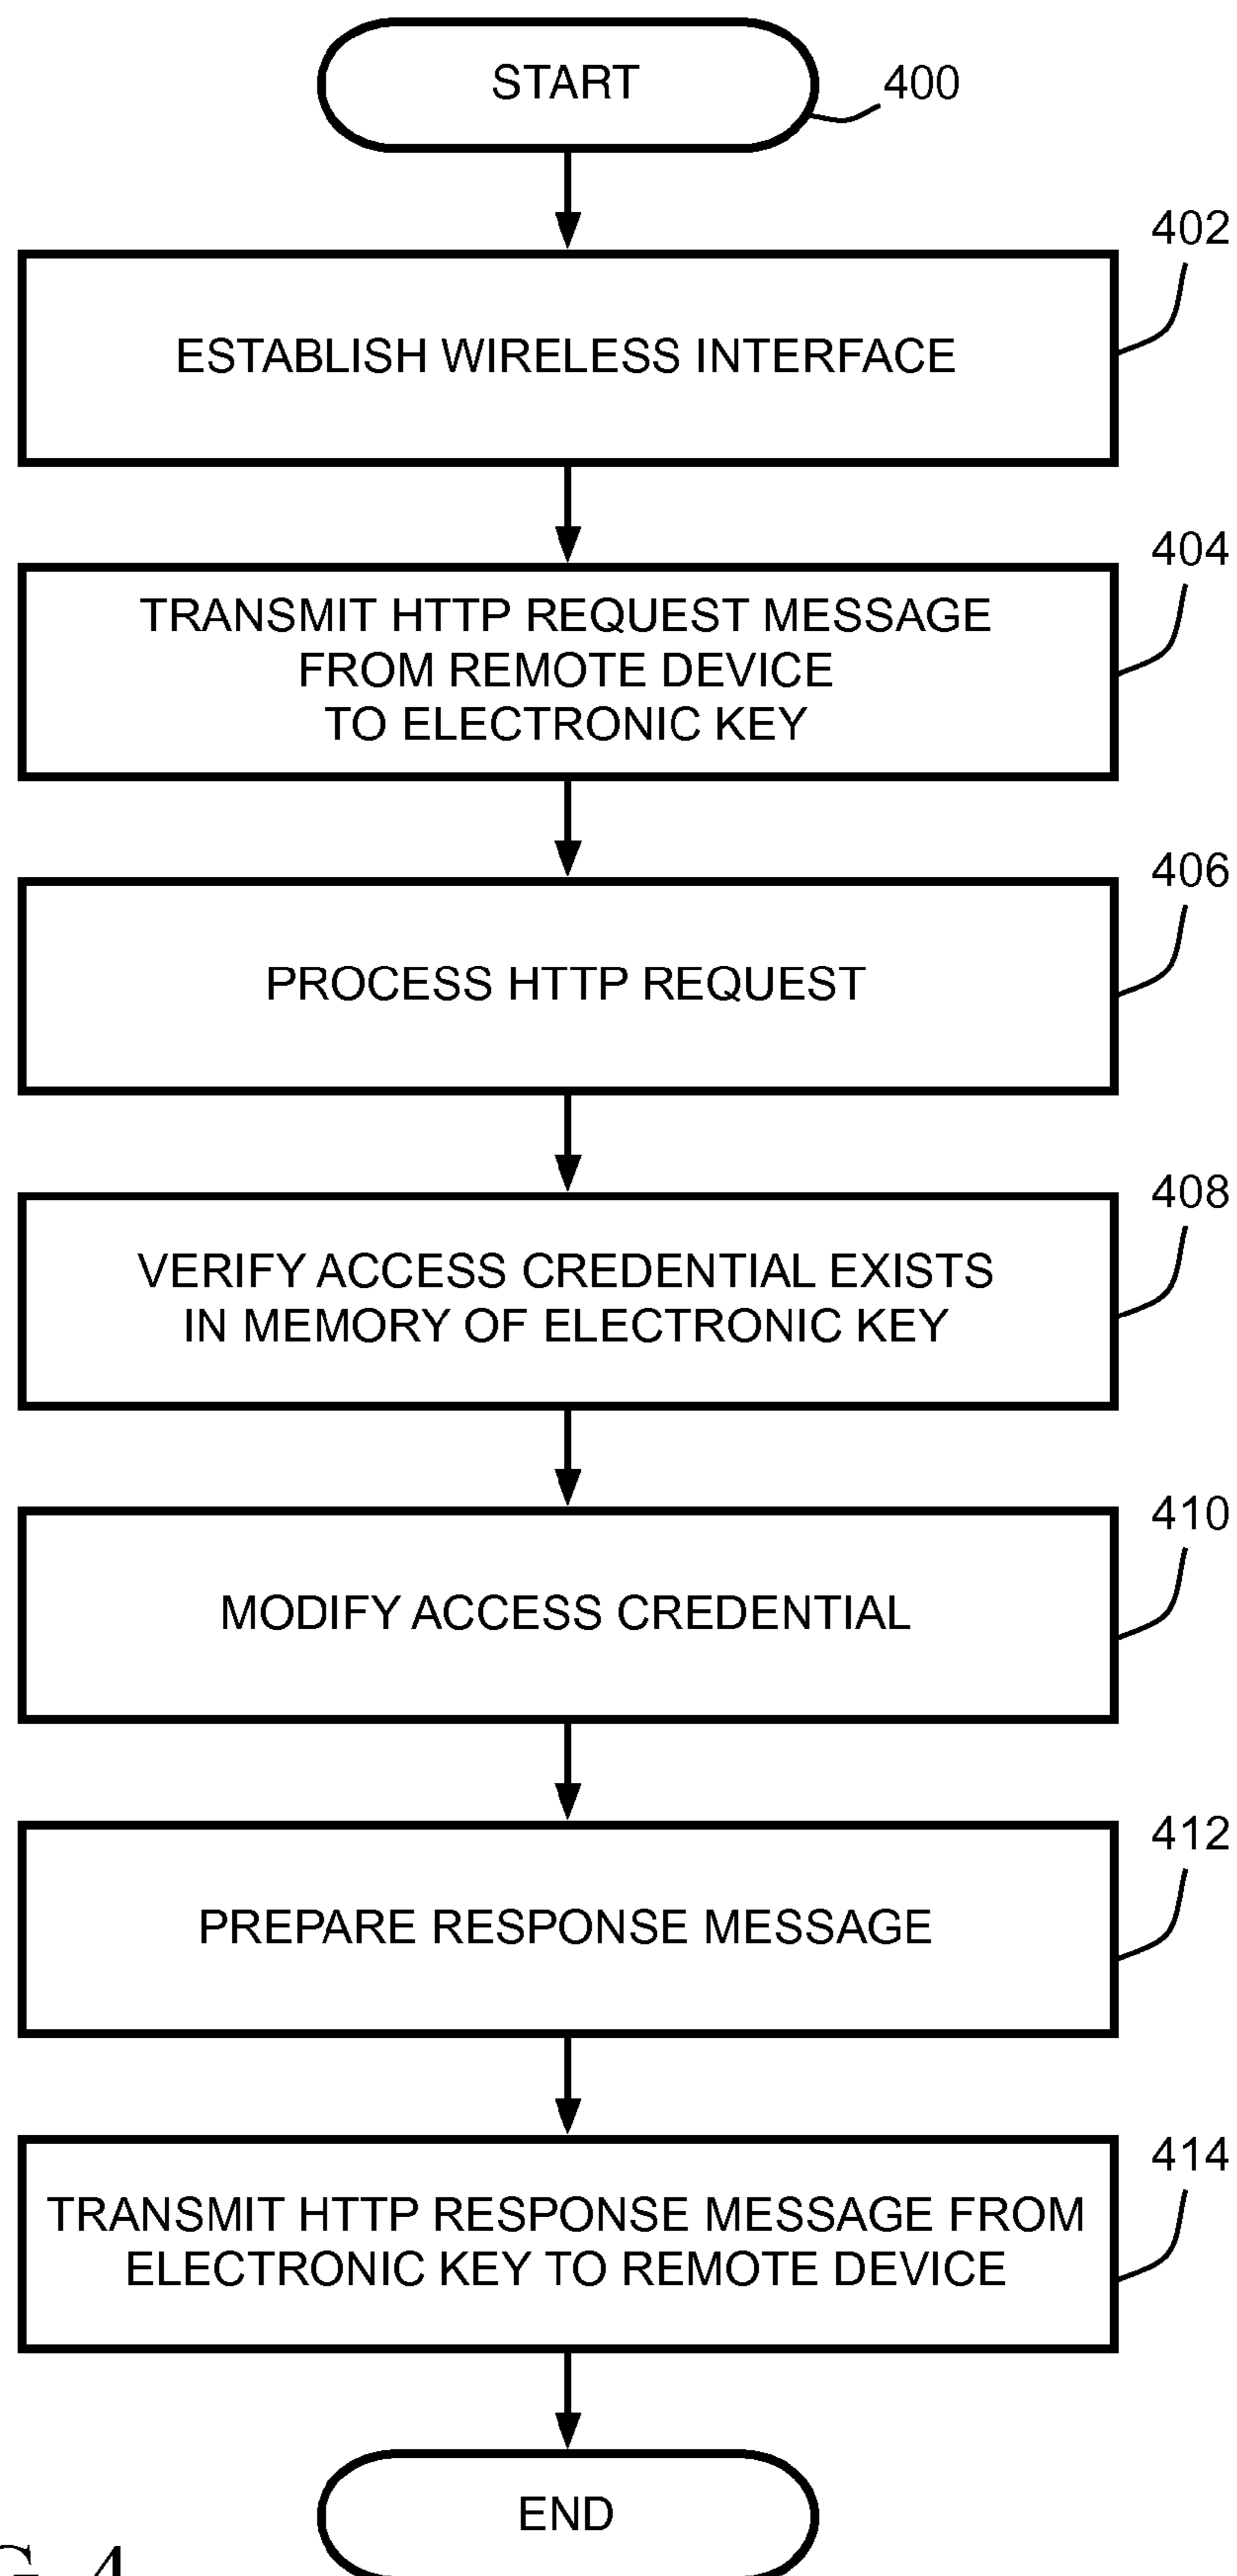 START
400
402
ESTABLISH WIRELESS INTERFACE
404
TRANSMIT HTTP REQUEST MESSAGE
FROM REMOTE DEVICE
TO ELECTRONIC KEY
406
PROCESS HTTP REQUEST
408
VERIFY ACCESS CREDENTIAL EXISTS
IN MEMORY OF ELECTRONIC KEY
410
MODIFY ACCESS CREDENTIAL
412
PREPARE RESPONSE MESSAGE
414
TRANSMIT HTTP RESPONSE MESSAGE FROM
ELECTRONIC KEY TO REMOTE DEVICE
END